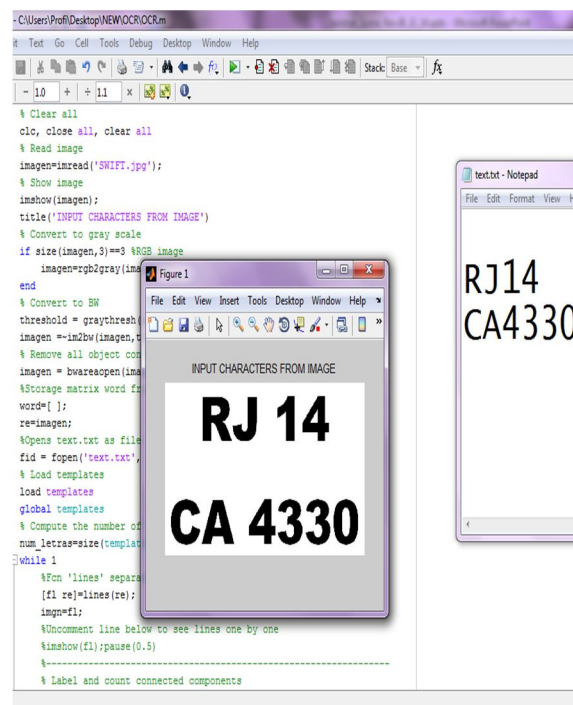 - C:\Users\Profi\Desktop\NEW\OCR\OCR.m
Text Go Cell Tools Debug Desktop Window Help
Stack: Base
fx
- 1.0 + ÷ 1.1 ×
% Clear all
clc, close all, clear all
% Read image
imagen=imread('SWIFT.jpg');
% Show image
imshow(imagen);
title('INPUT CHARACTERS FROM IMAGE')
% Convert to gray scale
if size(imagen,3)==3 %RGB image
imagen=rgb2gray(ima
end
% Convert to BW
threshold = graythresh(
imagen =~im2bw(imagen,t
% Remove all object con
imagen = bwareaopen(ima
%Storage matrix word fr
word=[ ];
re=imagen;
%Opens text.txt as file
fid = fopen('text.txt',
% Load templates
load templates
global templates
% Compute the number of
num_letras=size(templat
while 1
%Fcn 'lines' separa
[fl re]=lines(re);
imgn=fl;
%Uncomment line below to see lines one by one
%imshow(fl);pause(0.5)
%-----------------------------------------------------------------
% Label and count connected components
Figure 1
File Edit View Insert Tools Desktop Window Help
INPUT CHARACTERS FROM IMAGE
RJ 14
CA 4330
text.txt - Notepad
File Edit Format View H
RJ14
CA4330